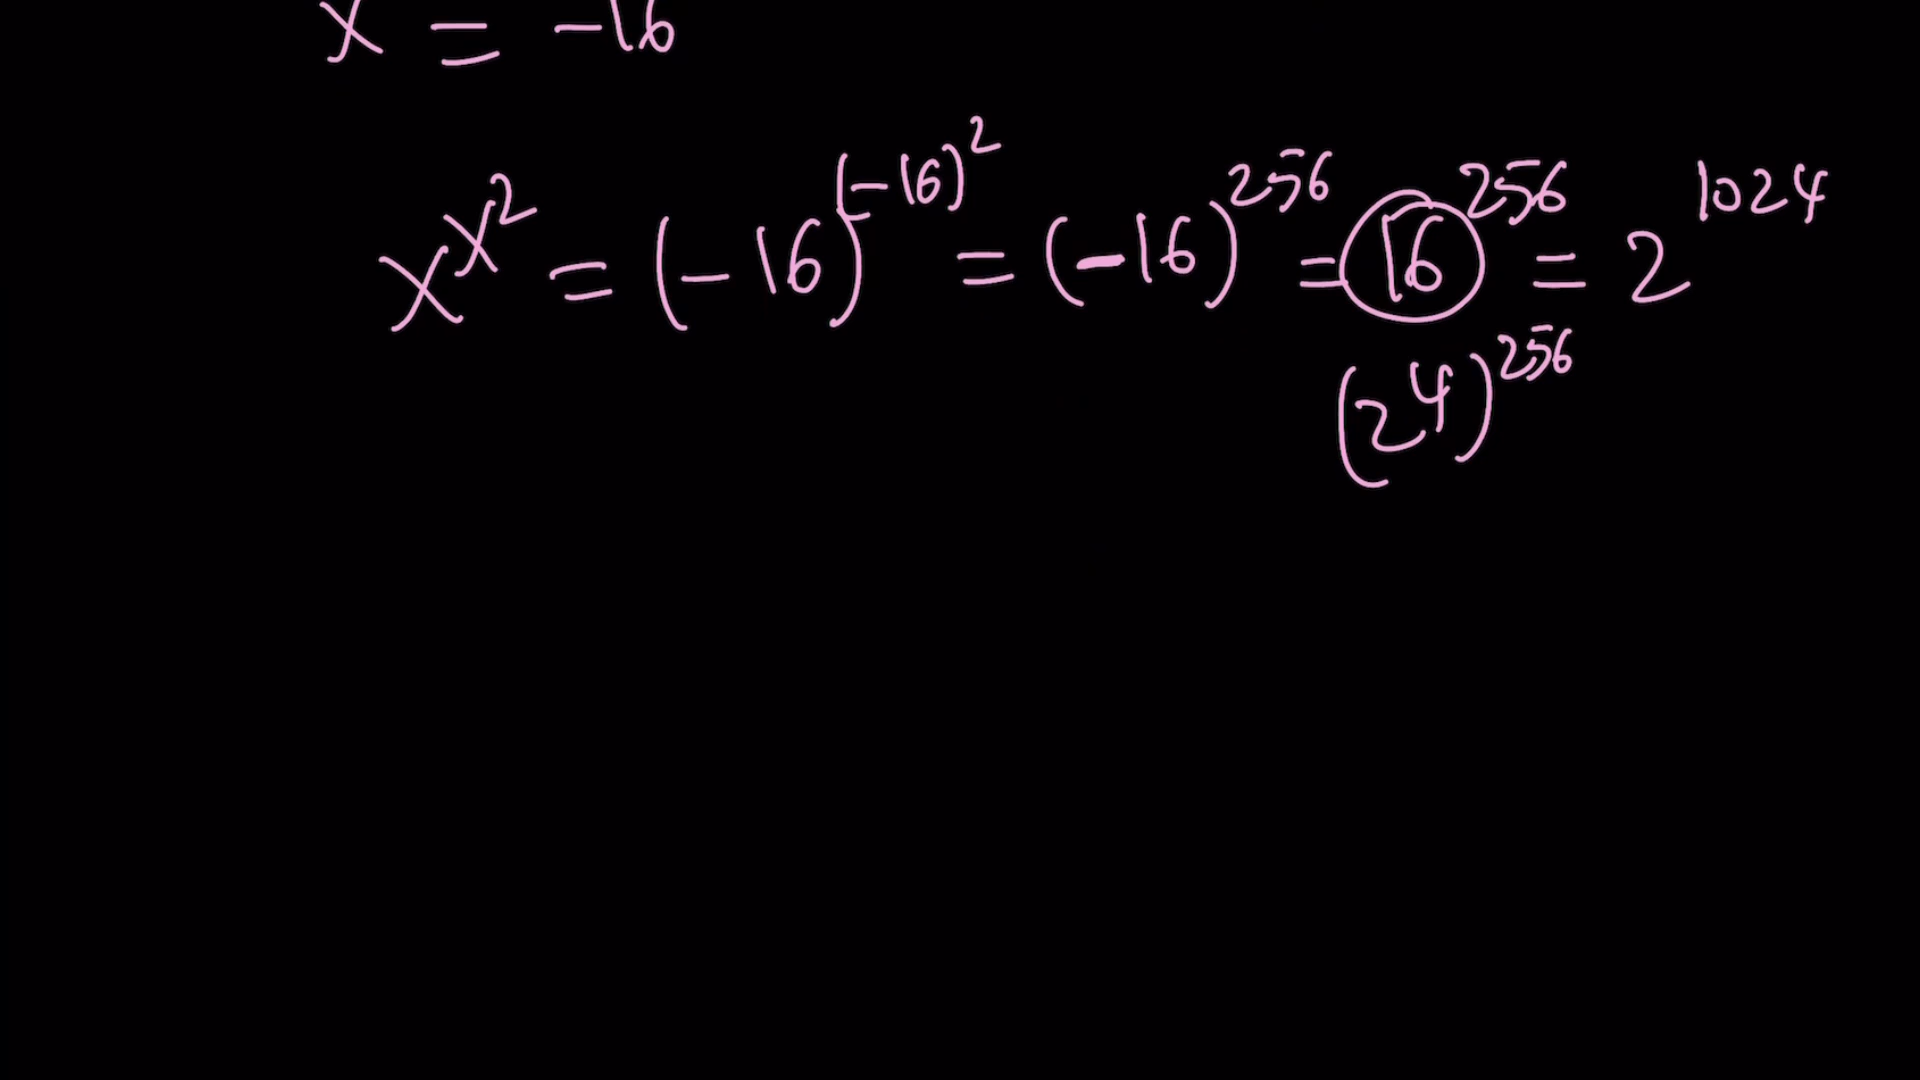 x = -16
x^{x^2} = (-16)^{(-16)^2} = (-16)^{256} = 16^{256} = 2^{1024}
(2^4)^{256}